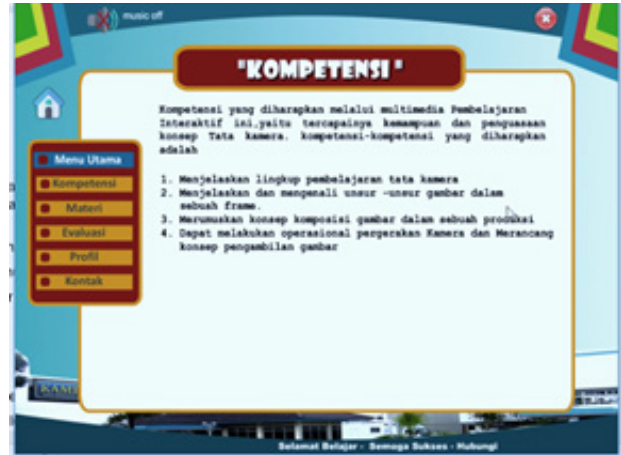 music off
"KOMPETENSI "
Kompetensi yang diharapkan melalui multimedia Pembelajaran
Interaktif ini,yaitu tercapainya kemampuan dan penguasaan
konsep Tata kamera. kompetensi-kompetensi yang diharapkan
adalah
1. Menjelaskan lingkup pembelajaran tata kamera
2. Menjelaskan dan mengenali unsur -unsur gambar dalam
sebuah frame.
3. Merumuskan konsep komposisi gambar dalam sebuah produksi
4. Dapat melakukan operasional pergerakan Kamera dan Merancang
konsep pengambilan gambar
Menu Utama
Kompetensi
Materi
Evaluasi
Profil
Kontak
Selamat Belajar - Semoga Sukses - Hubungi